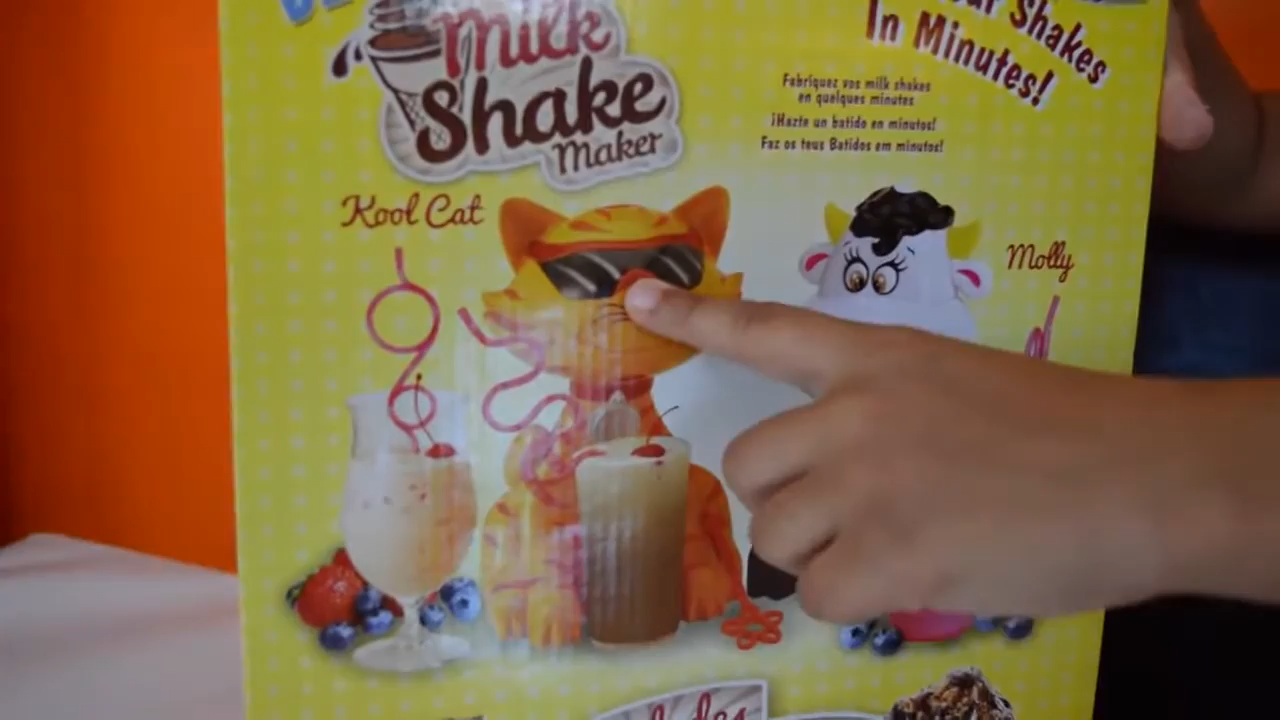 Milk
Shake
Maker
Shakes
In Minutes!
Fabriquez vos milk shakes
en quelques minutes
¡Hazte un batido en minutos!
Faz os teus Batidos em minutos!
Kool Cat
Molly